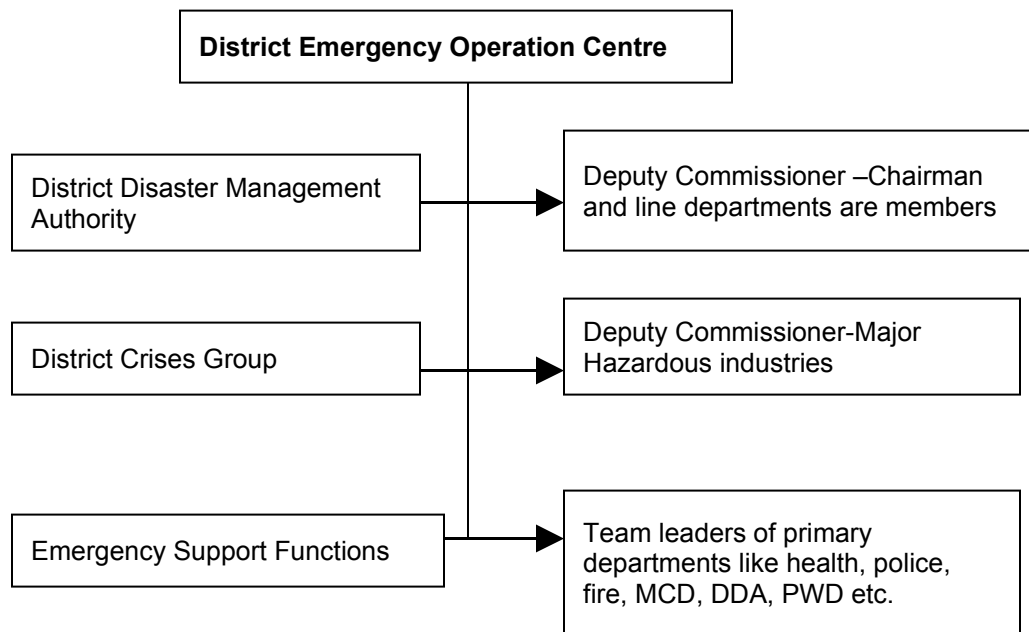 District Emergency Operation Centre
District Disaster Management
Authority
Deputy Commissioner –Chairman
and line departments are members
District Crises Group
Deputy Commissioner-Major
Hazardous industries
Emergency Support Functions
Team leaders of primary
departments like health, police,
fire, MCD, DDA, PWD etc.